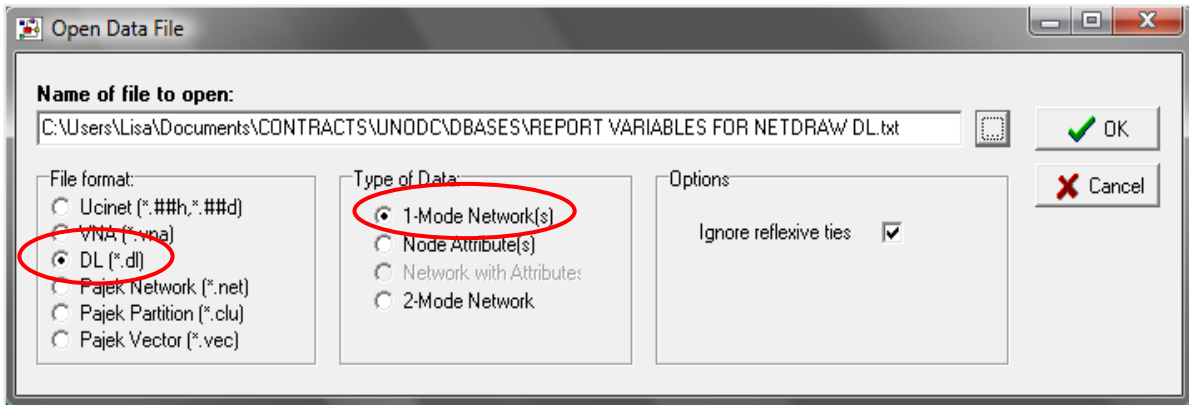 Open Data File
Name of file to open:
C:\Users\Lisa\Documents\CONTRACTS\UNODC\DBASES\REPORT VARIABLES FOR NETDRAW DL.txt
...
OK
Cancel
File format:
Ucinet (*.##h,*.##d)
VNA (*.vna)
DL (*.dl)
Pajek Network (*.net)
Pajek Partition (*.clu)
Pajek Vector (*.vec)
Type of Data:
1-Mode Network(s)
Node Attribute(s)
Network with Attributes
2-Mode Network
Options
Ignore reflexive ties